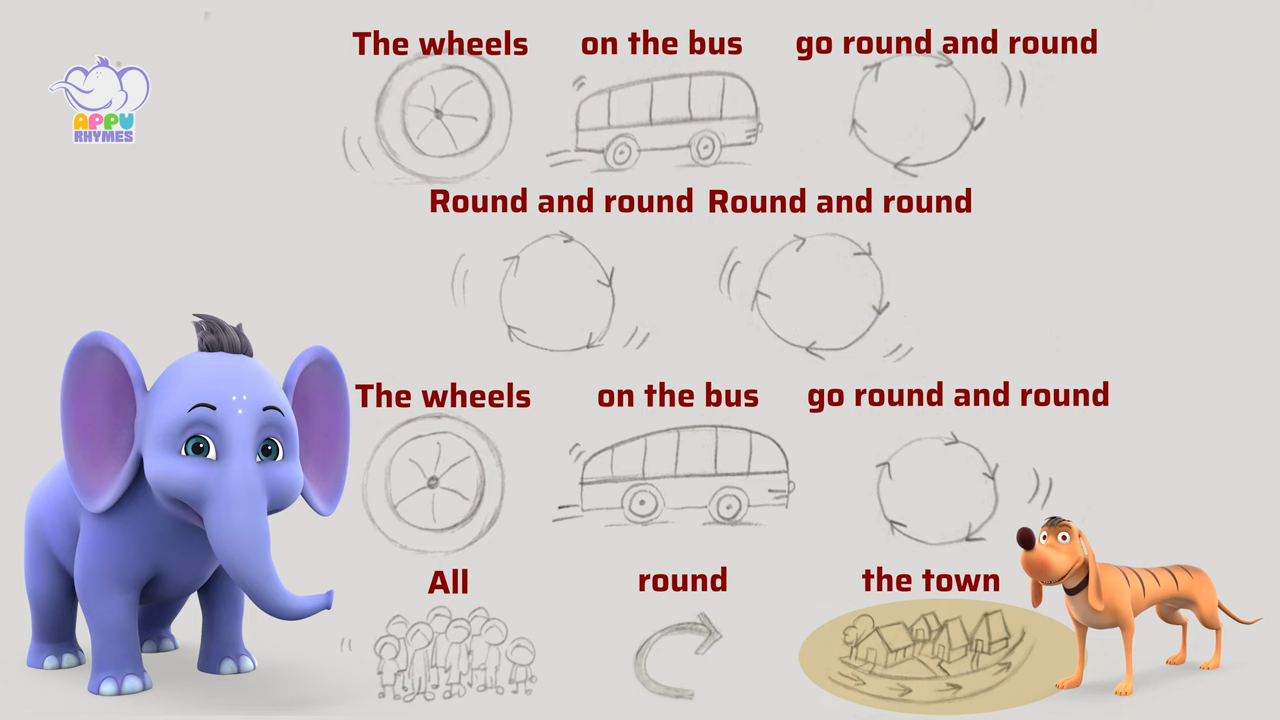 APPU
RHYMES
The wheels on the bus go round and round
Round and round Round and round
The wheels on the bus go round and round
All round the town